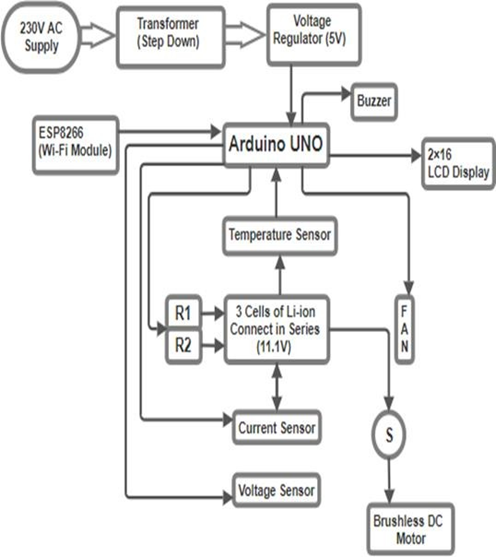 230V AC
Supply
Transformer
(Step Down)
Voltage
Regulator (5V)
Buzzer
ESP8266
(Wi-Fi Module)
Arduino UNO
2×16
LCD Display
Temperature Sensor
R1
R2
3 Cells of Li-ion
Connect in Series
(11.1V)
F
A
N
Current Sensor
S
Voltage Sensor
Brushless DC
Motor